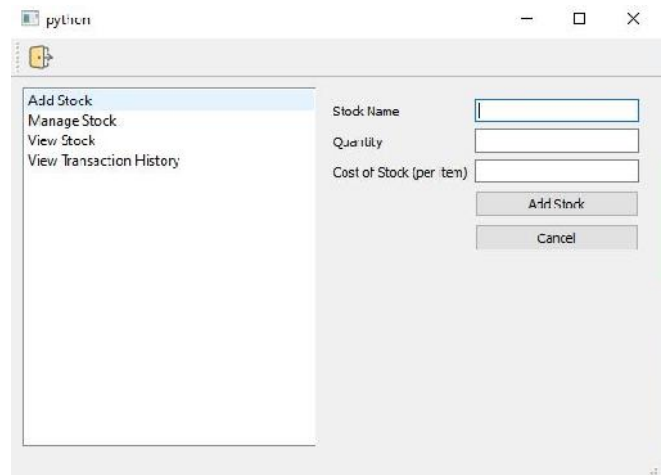 python
Add Stock
Manage Stock
View Stock
View Transaction History
Stock Name
Quantity
Cost of Stock (per item)
Add Stock
Cancel